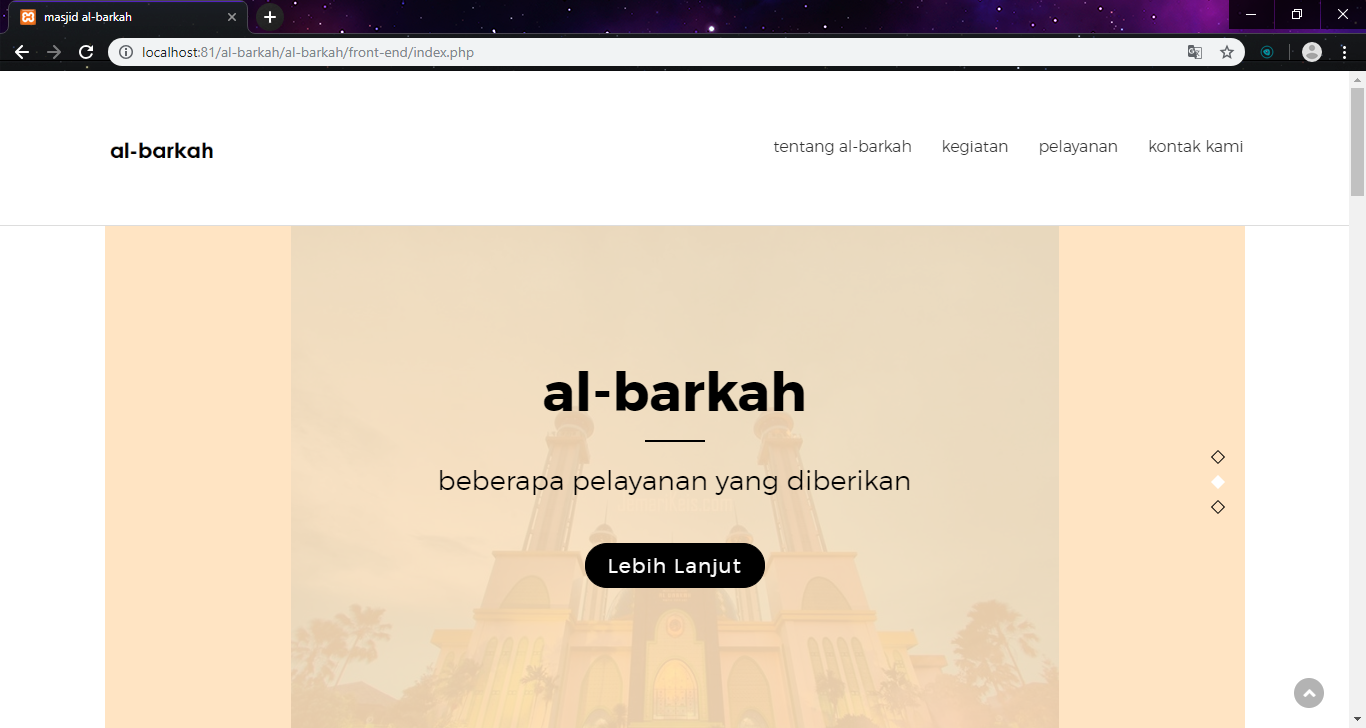 masjid al-barkah
localhost:81/al-barkah/al-barkah/front-end/index.php
al-barkah
tentang al-barkah kegiatan pelayanan kontak kami
al-barkah
beberapa pelayanan yang diberikan
Lebih Lanjut